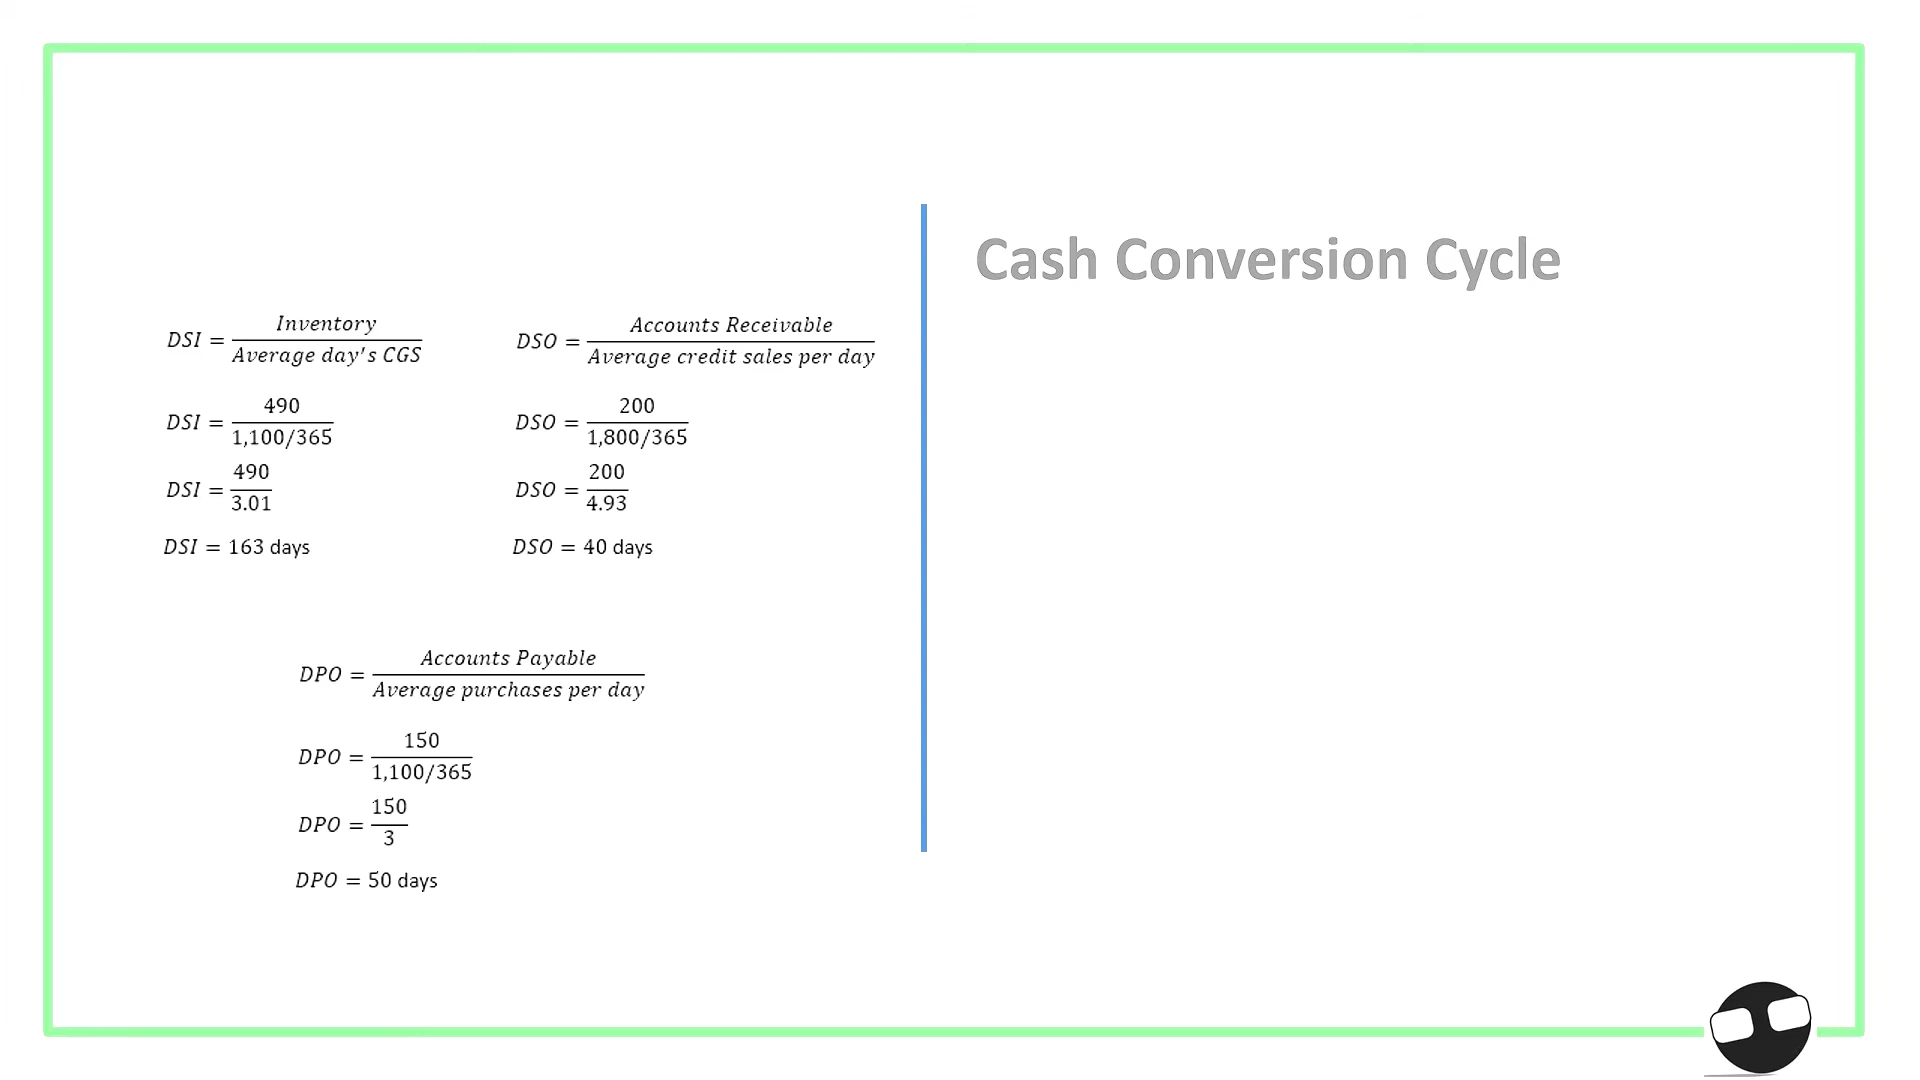 DSI = Inventory / Average day's CGS
DSI = 490 / 1,100/365
DSI = 490 / 3.01
DSI = 163 days
DSO = Accounts Receivable / Average credit sales per day
DSO = 200 / 1,800/365
DSO = 200 / 4.93
DSO = 40 days
DPO = Accounts Payable / Average purchases per day
DPO = 150 / 1,100/365
DPO = 150 / 3
DPO = 50 days
Cash Conversion Cycle